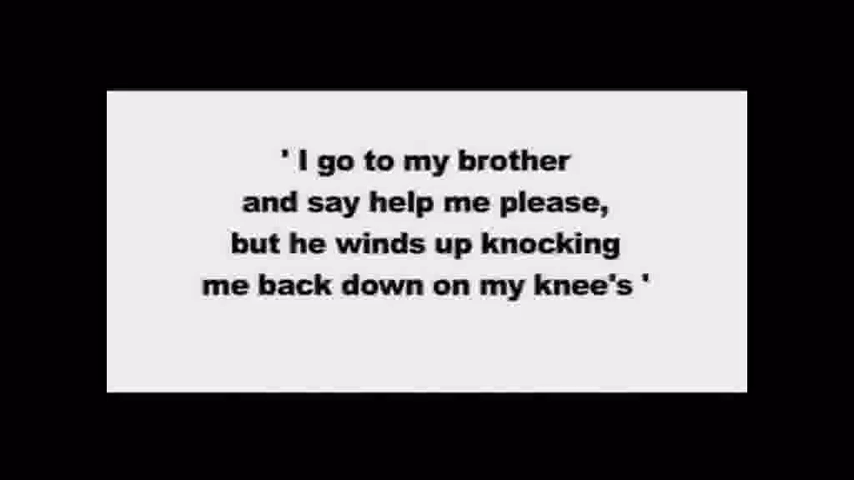 ' I go to my brother
and say help me please,
but he winds up knocking
me back down on my knee's '